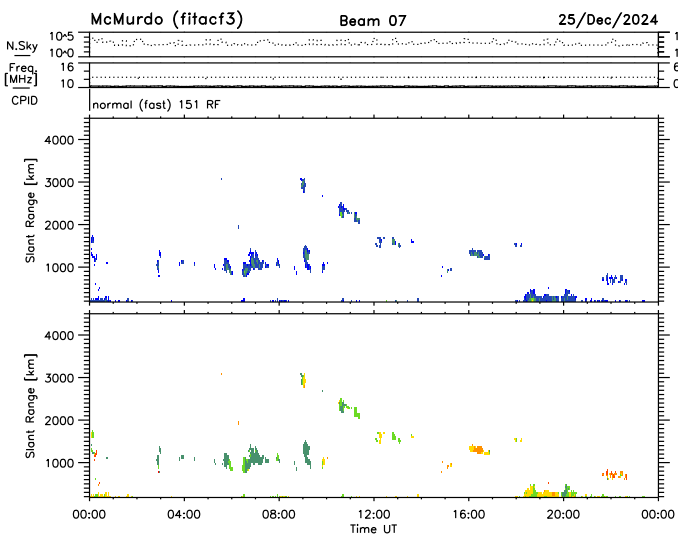 McMurdo (fitacf3) Beam 07 25/Dec/2024
N.Sky 10^5 10^0 1 1
Freq. [MHz] 16 10 6 0
CPID normal (fast) 151 RF
Slant Range [km]
4000
3000
2000
1000
Slant Range [km]
4000
3000
2000
1000
00:00 04:00 08:00 12:00 16:00 20:00 00:00
Time UT